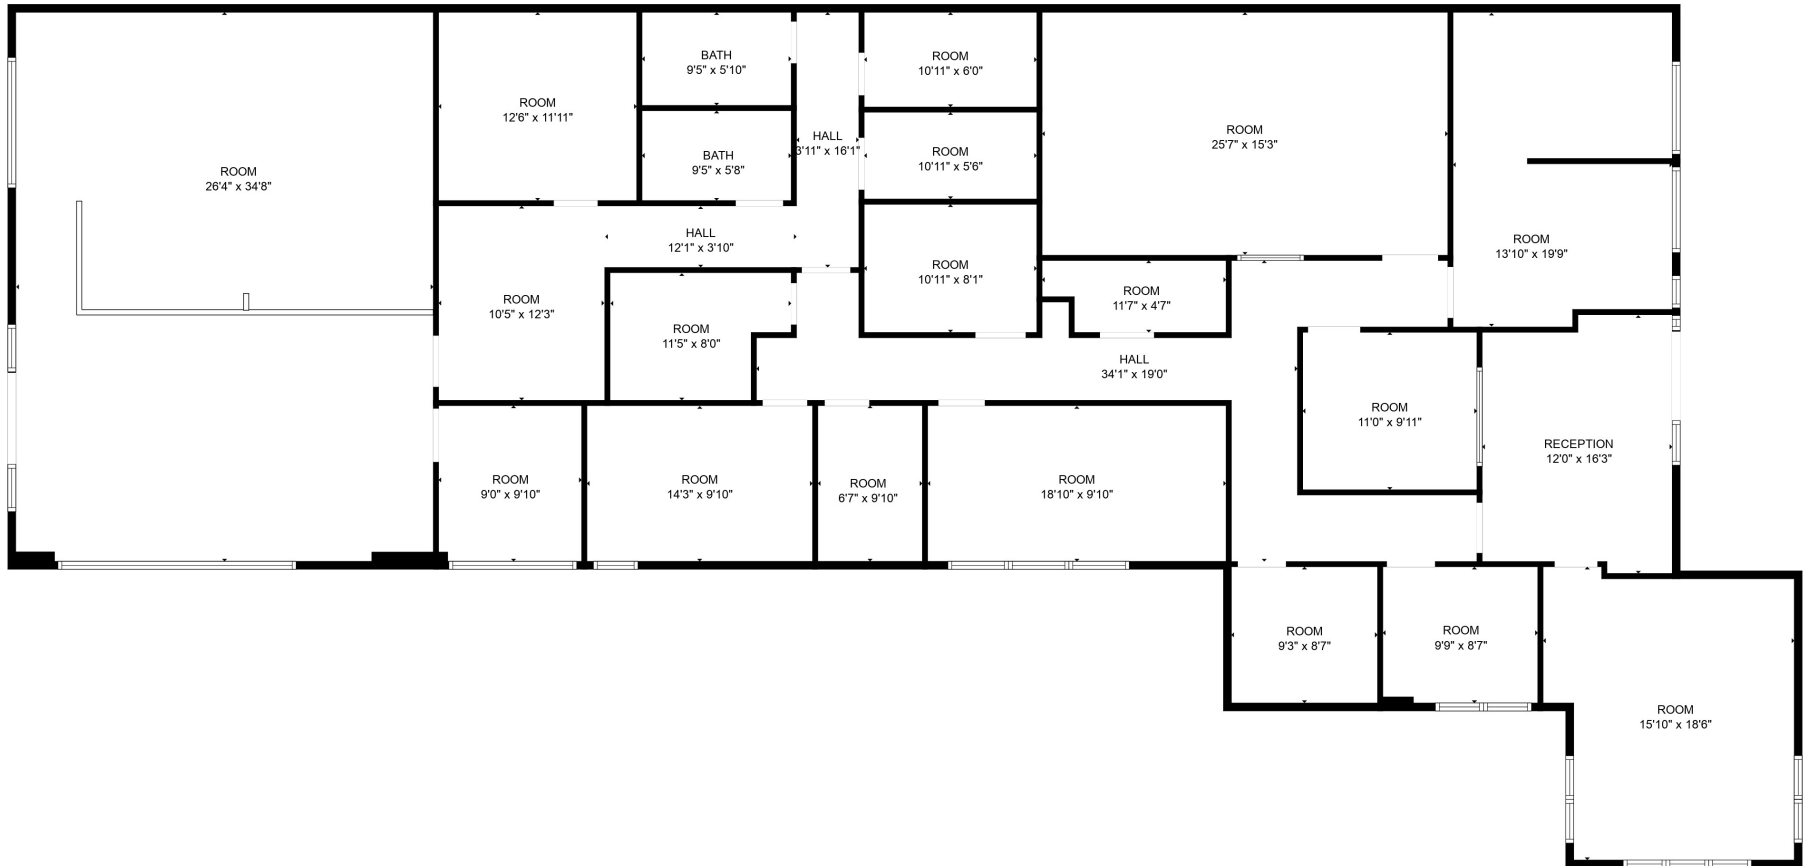 BATH
9'5" x 5'10"
ROOM
10'11" x 6'0"
ROOM
12'6" x 11'11"
HALL
3'11" x 16'1"
ROOM
25'7" x 15'3"
BATH
9'5" x 5'8"
ROOM
10'11" x 5'6"
ROOM
26'4" x 34'8"
HALL
12'1" x 3'10"
ROOM
13'10" x 19'9"
ROOM
10'11" x 8'1"
ROOM
11'7" x 4'7"
ROOM
10'5" x 12'3"
ROOM
11'5" x 8'0"
HALL
34'1" x 19'0"
ROOM
11'0" x 9'11"
RECEPTION
12'0" x 16'3"
ROOM
9'0" x 9'10"
ROOM
14'3" x 9'10"
ROOM
6'7" x 9'10"
ROOM
18'10" x 9'10"
ROOM
9'3" x 8'7"
ROOM
9'9" x 8'7"
ROOM
15'10" x 18'6"